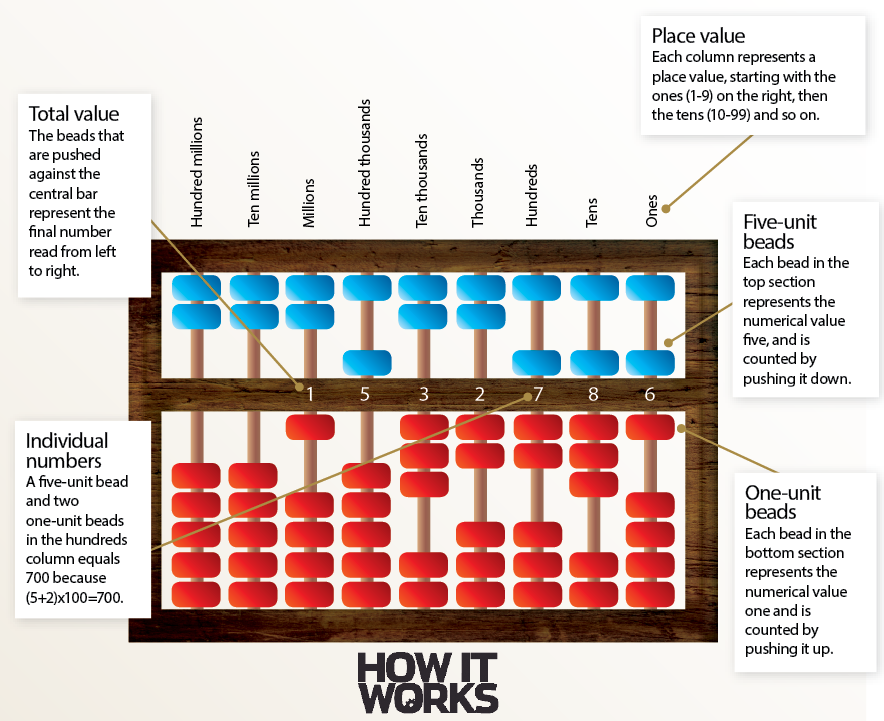 Place value
Each column represents a
place value, starting with the
ones (1-9) on the right, then
the tens (10-99) and so on.
Total value
The beads that
are pushed
against the
central bar
represent the
final number
read from left
to right.
Hundred millions
Ten millions
Millions
Hundred thousands
Ten thousands
Thousands
Hundreds
Tens
Ones
Five-unit
beads
Each bead in the
top section
represents the
numerical value
five, and is
counted by
pushing it down.
1 5 3 2 7 8 6
Individual
numbers
A five-unit bead
and two
one-unit beads
in the hundreds
column equals
700 because
(5+2)x100=700.
One-unit
beads
Each bead in the
bottom section
represents the
numerical value
one and is
counted by
pushing it up.
HOW IT
WORKS